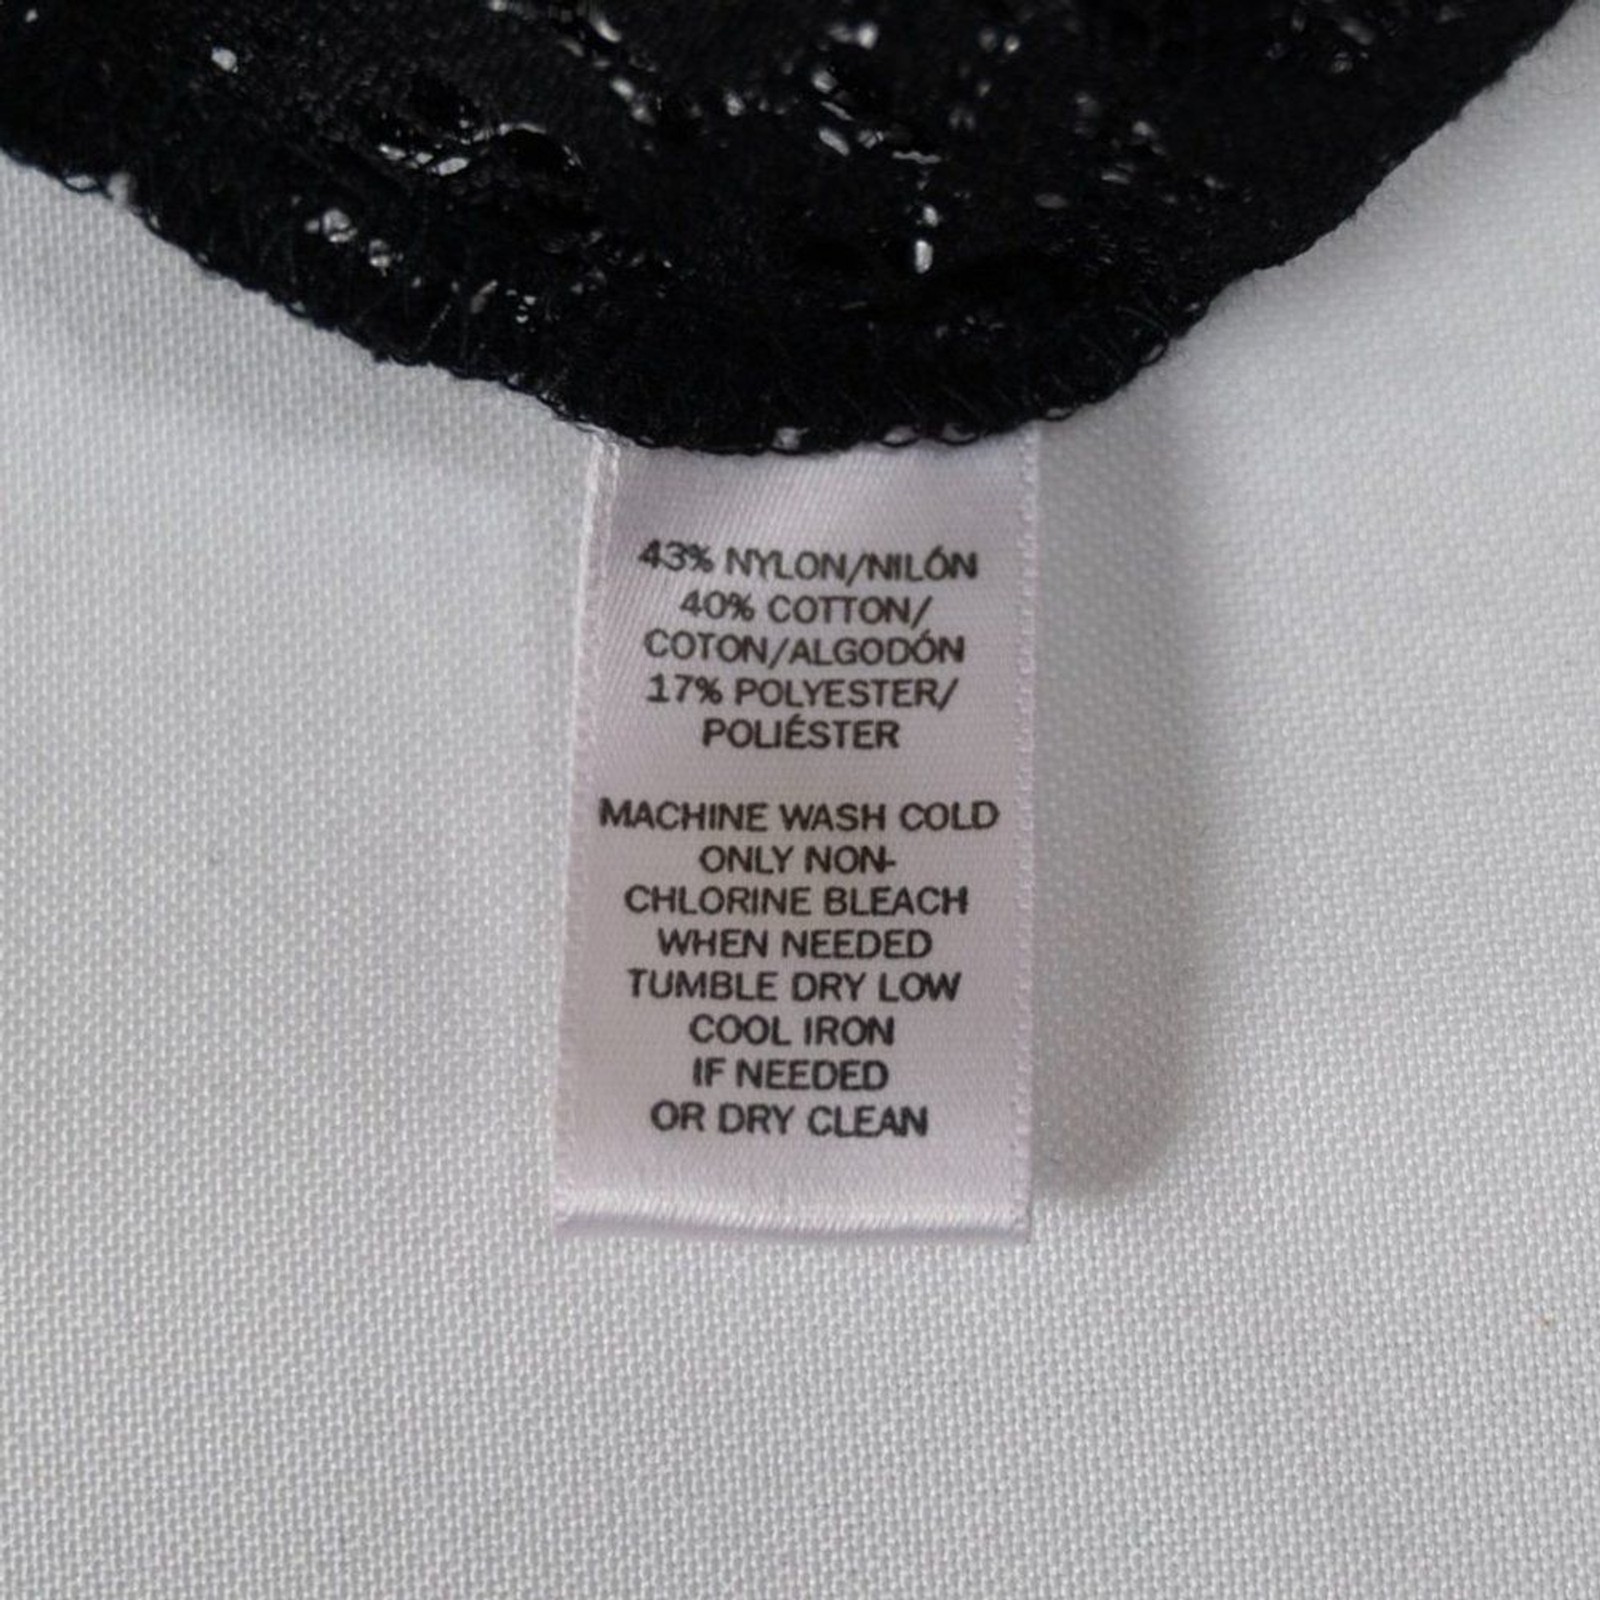 43% NYLON/NILÓN
40% COTTON/
COTON/ALGODÓN
17% POLYESTER/
POLIÉSTER
MACHINE WASH COLD
ONLY NON-
CHLORINE BLEACH
WHEN NEEDED
TUMBLE DRY LOW
COOL IRON
IF NEEDED
OR DRY CLEAN